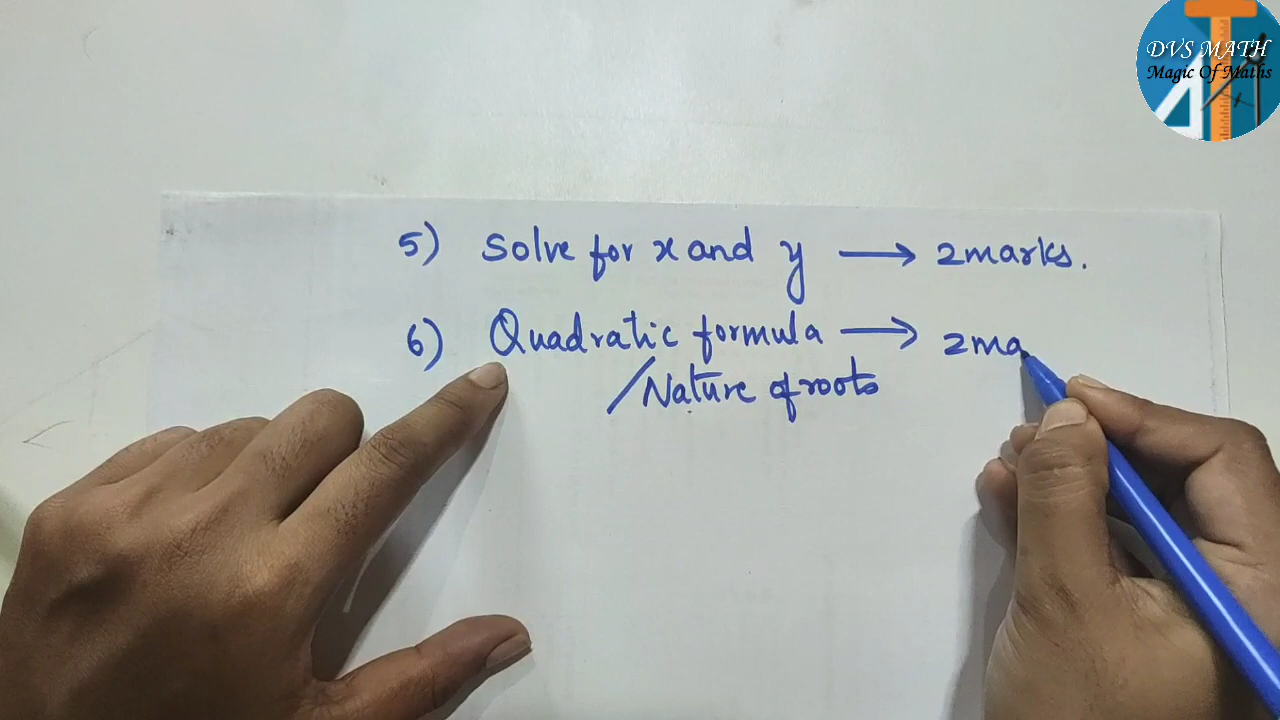 DVS MATH
Magic Of Maths
5) Solve for x and y → 2marks.
6) Quadratic formula → 2ma
/Nature of roots